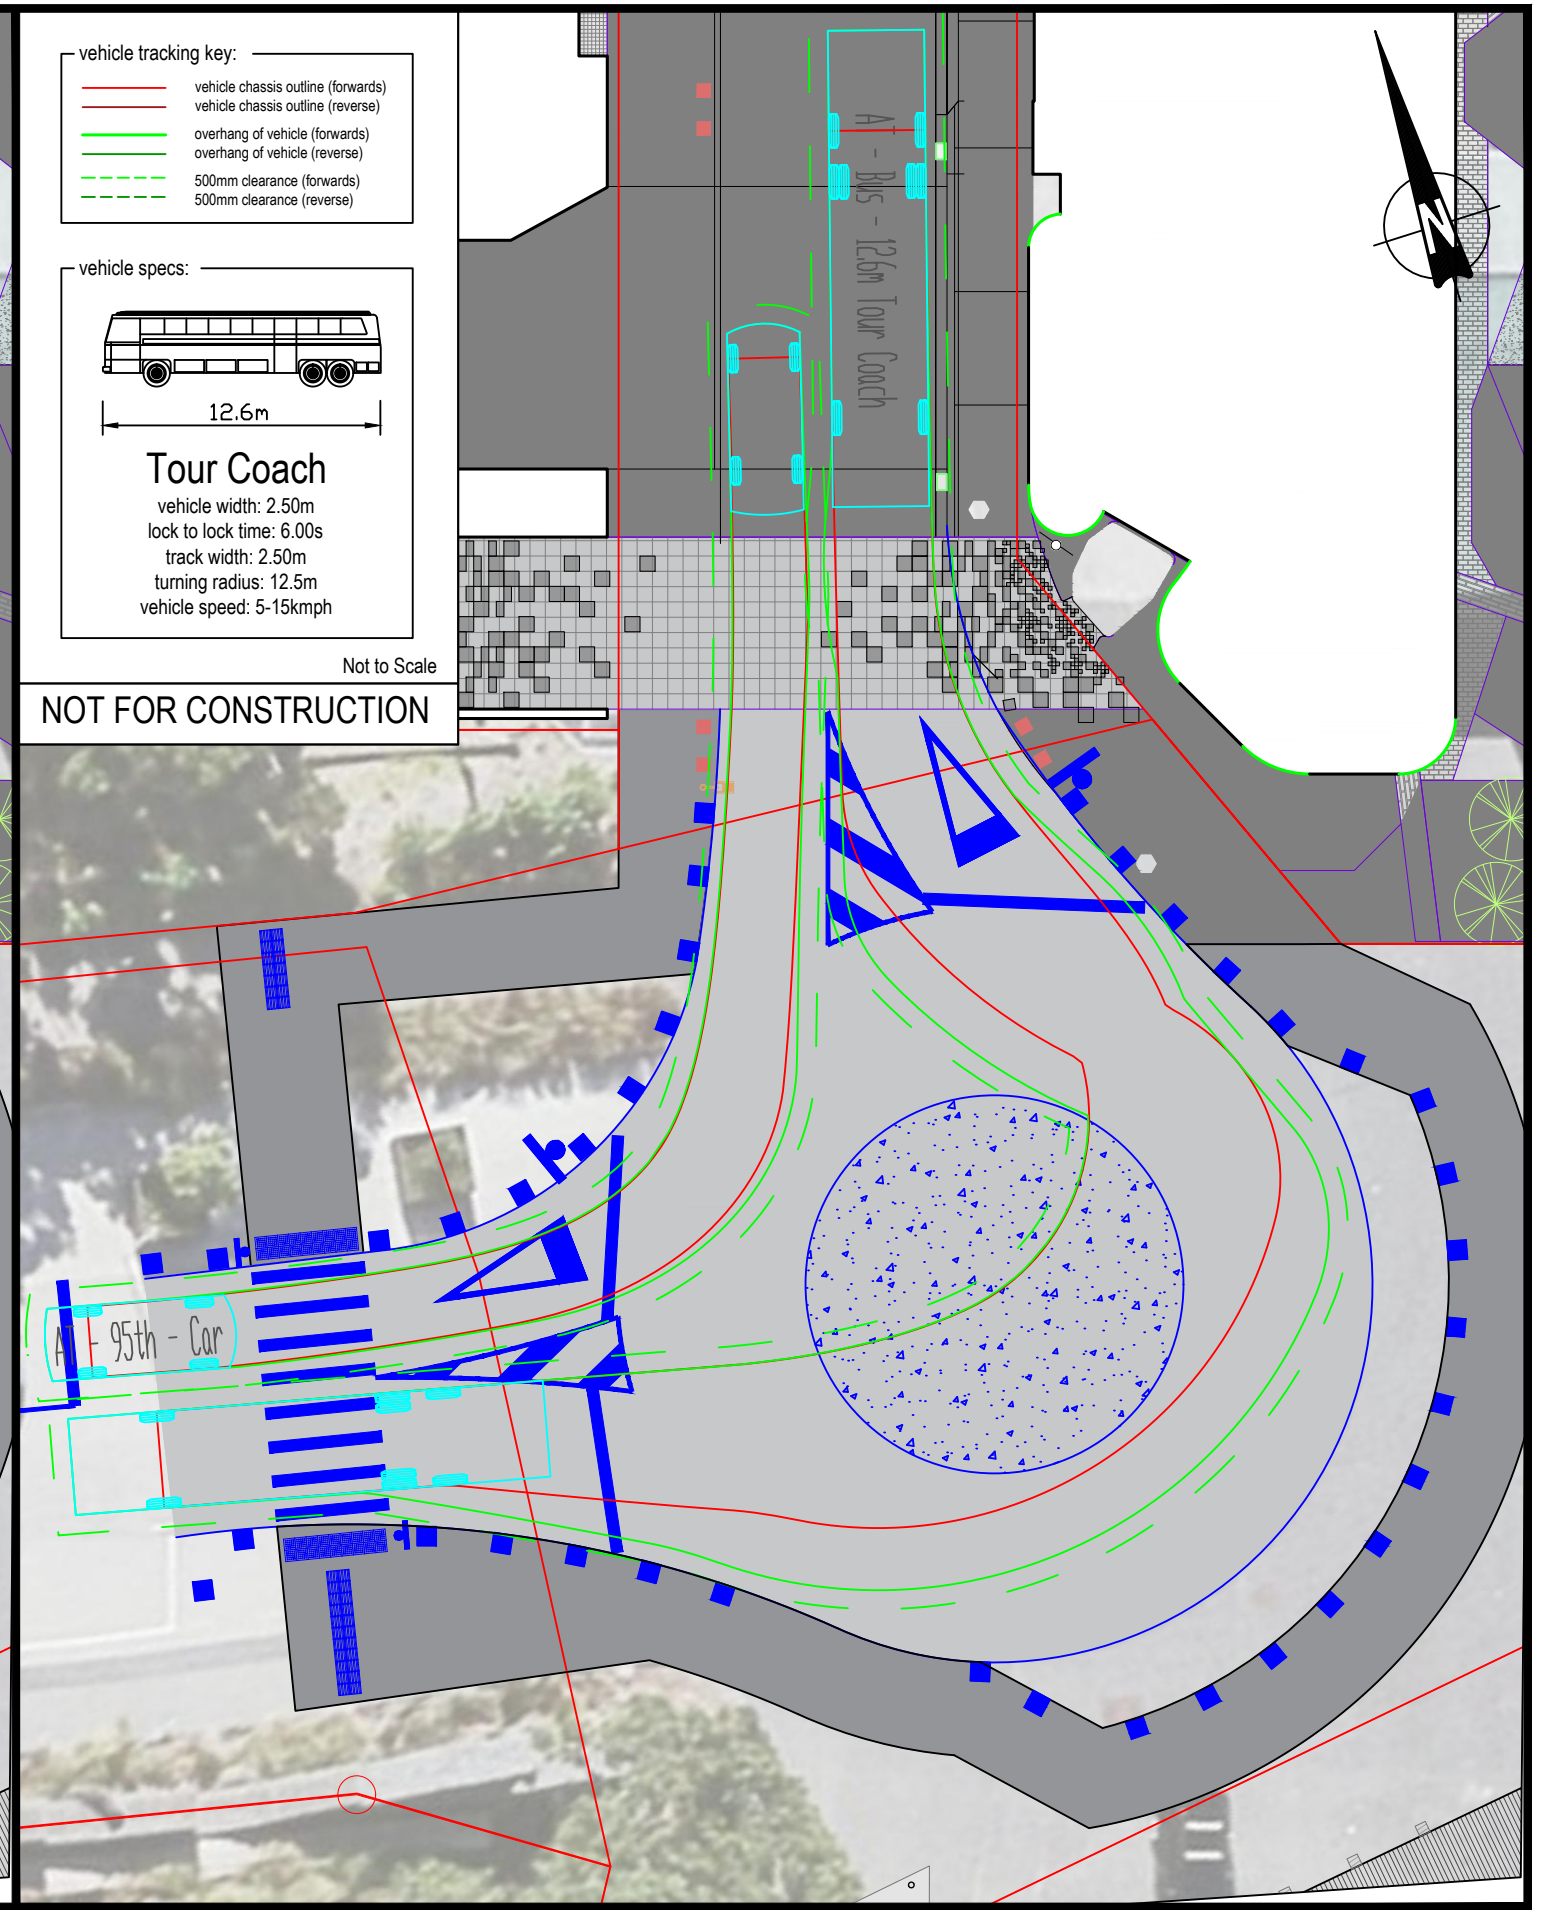 vehicle tracking key:
vehicle chassis outline (forwards)
vehicle chassis outline (reverse)
overhang of vehicle (forwards)
overhang of vehicle (reverse)
500mm clearance (forwards)
500mm clearance (reverse)
vehicle specs:
12.6m
Tour Coach
vehicle width: 2.50m
lock to lock time: 6.00s
track width: 2.50m
turning radius: 12.5m
vehicle speed: 5-15kmph
Not to Scale
NOT FOR CONSTRUCTION
AT - Bus - 12.6m Tour Coach
N
AT - 95th - Car